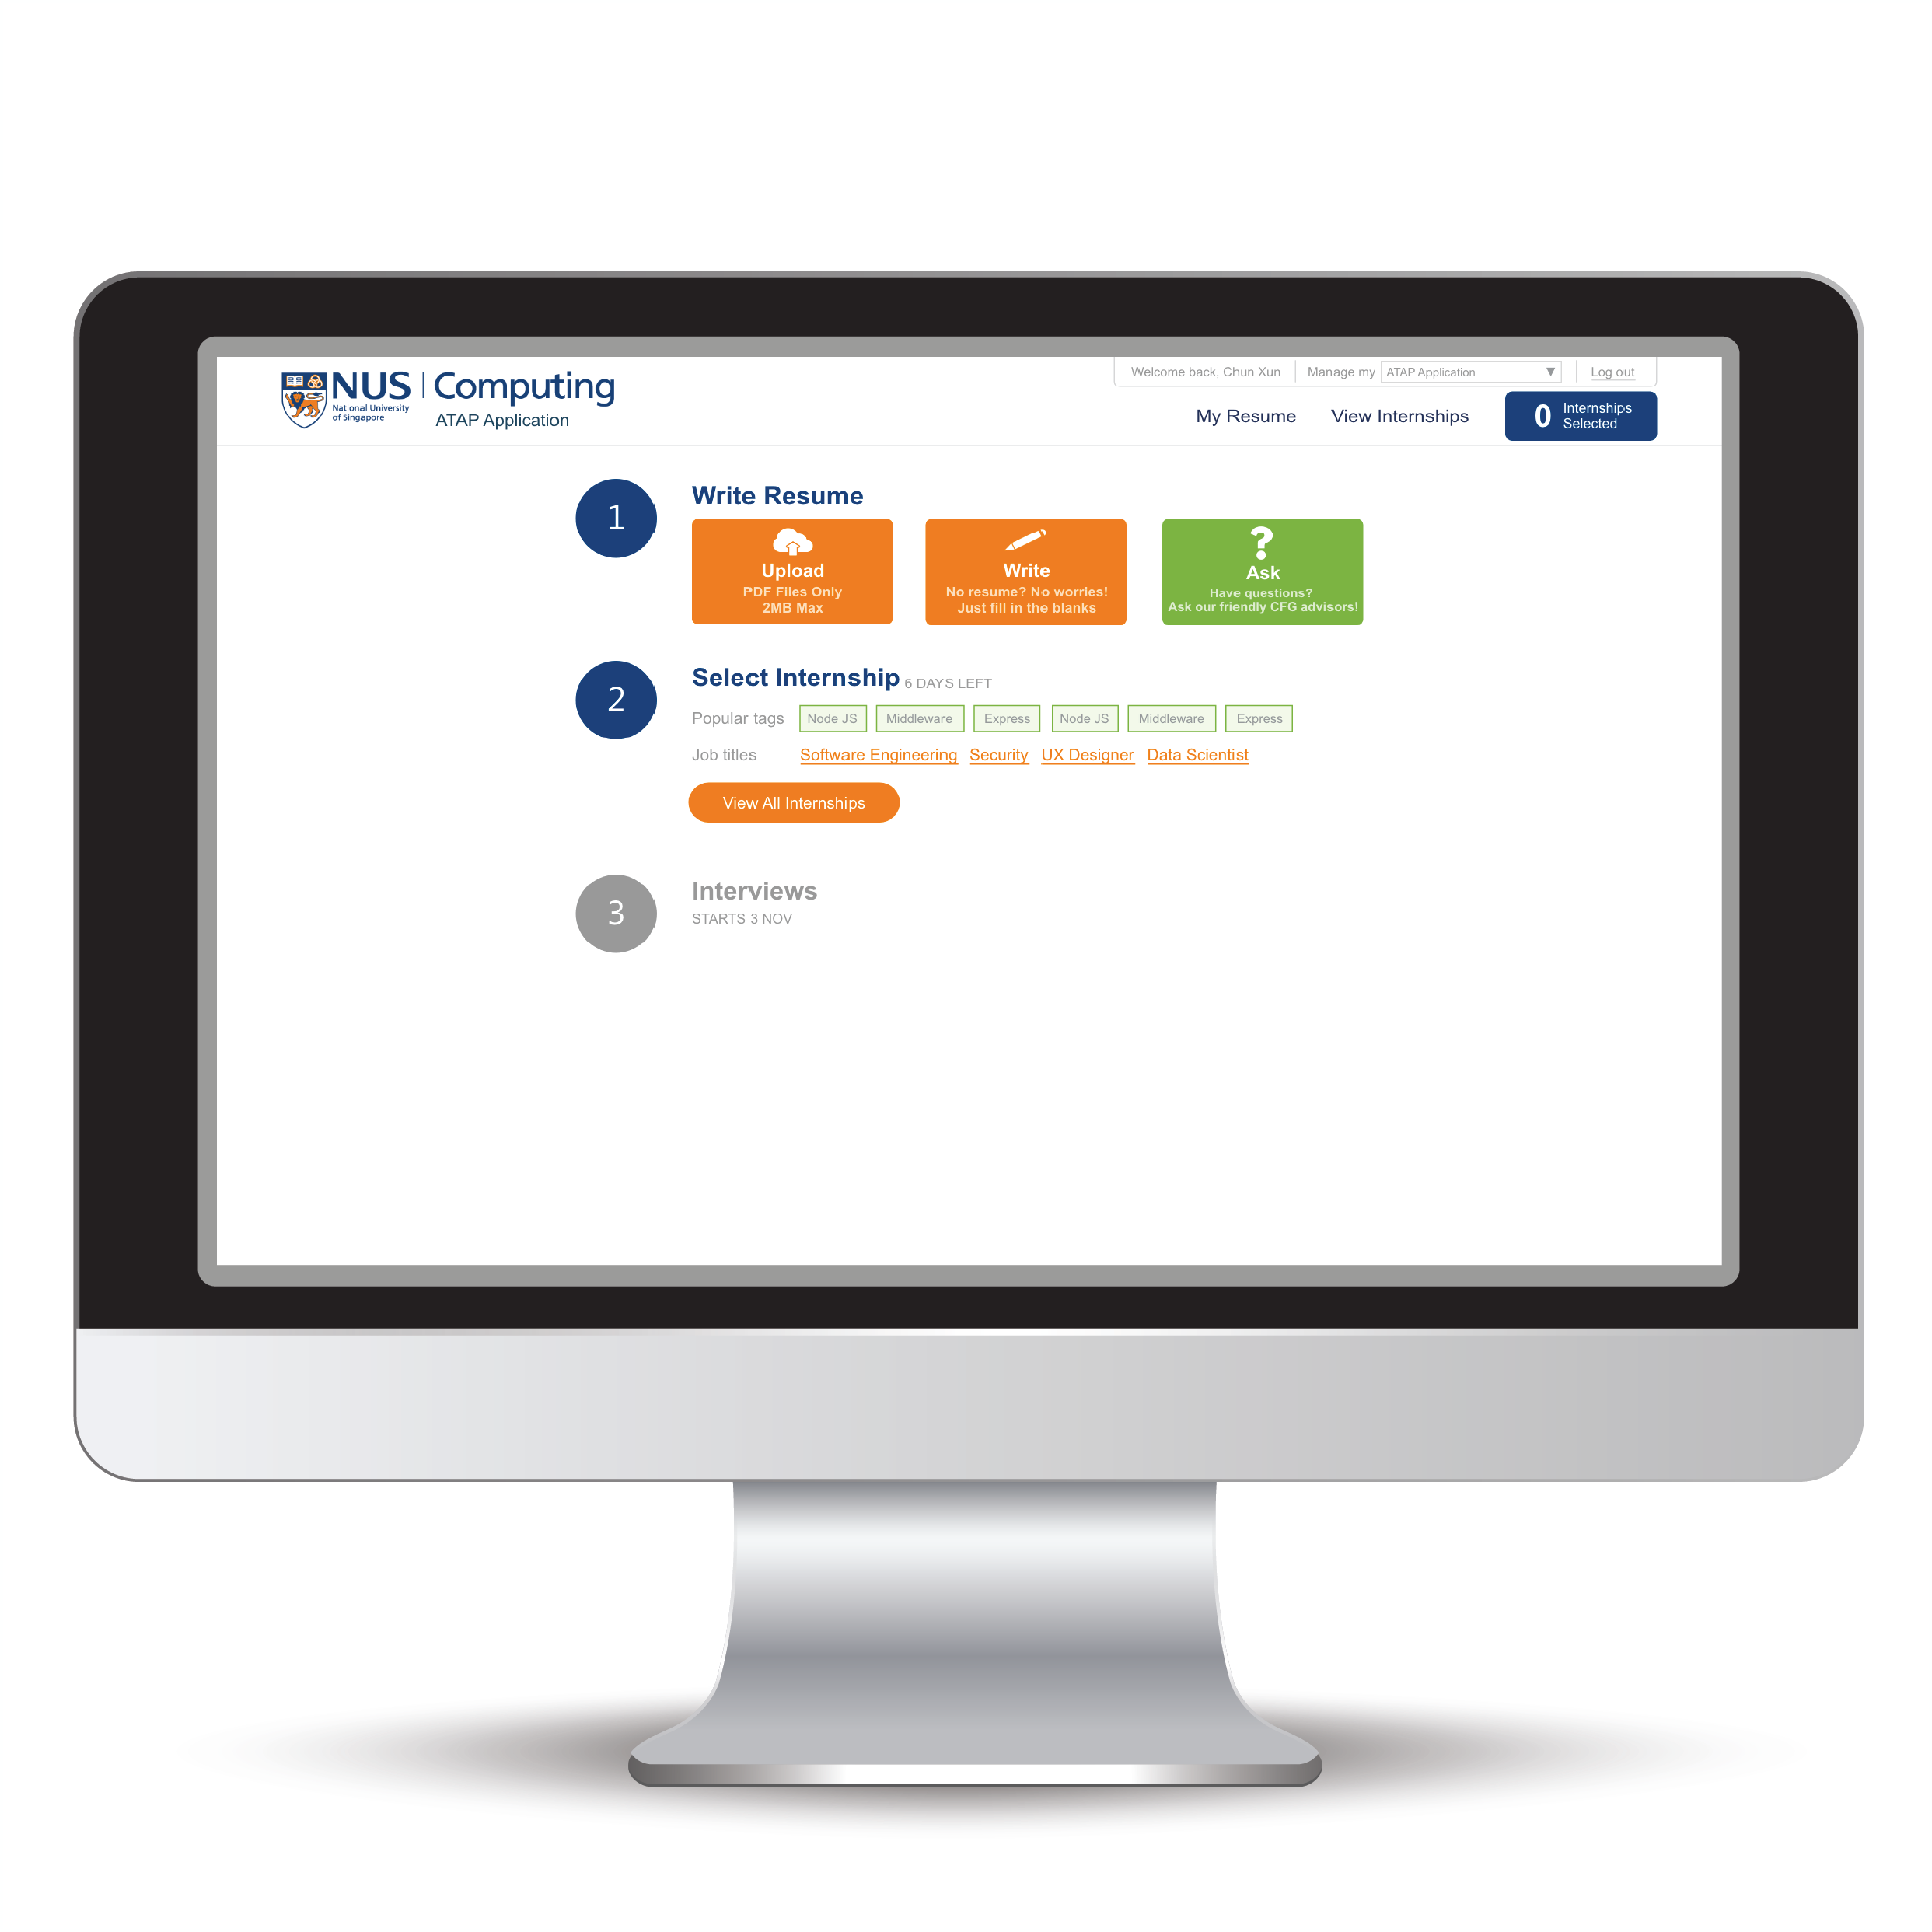 NUS | Computing
National University
of Singapore
ATAP Application
Welcome back, Chun Xun
Manage my
ATAP Application ▼
Log out
My Resume
View Internships
0 Internships
Selected
1
Write Resume
Upload
PDF Files Only
2MB Max
Write
No resume? No worries!
Just fill in the blanks
?
Ask
Have questions?
Ask our friendly CFG advisors!
2
Select Internship 6 DAYS LEFT
Popular tags Node JS Middleware Express Node JS Middleware Express
Job titles Software Engineering Security UX Designer Data Scientist
View All Internships
3
Interviews
STARTS 3 NOV